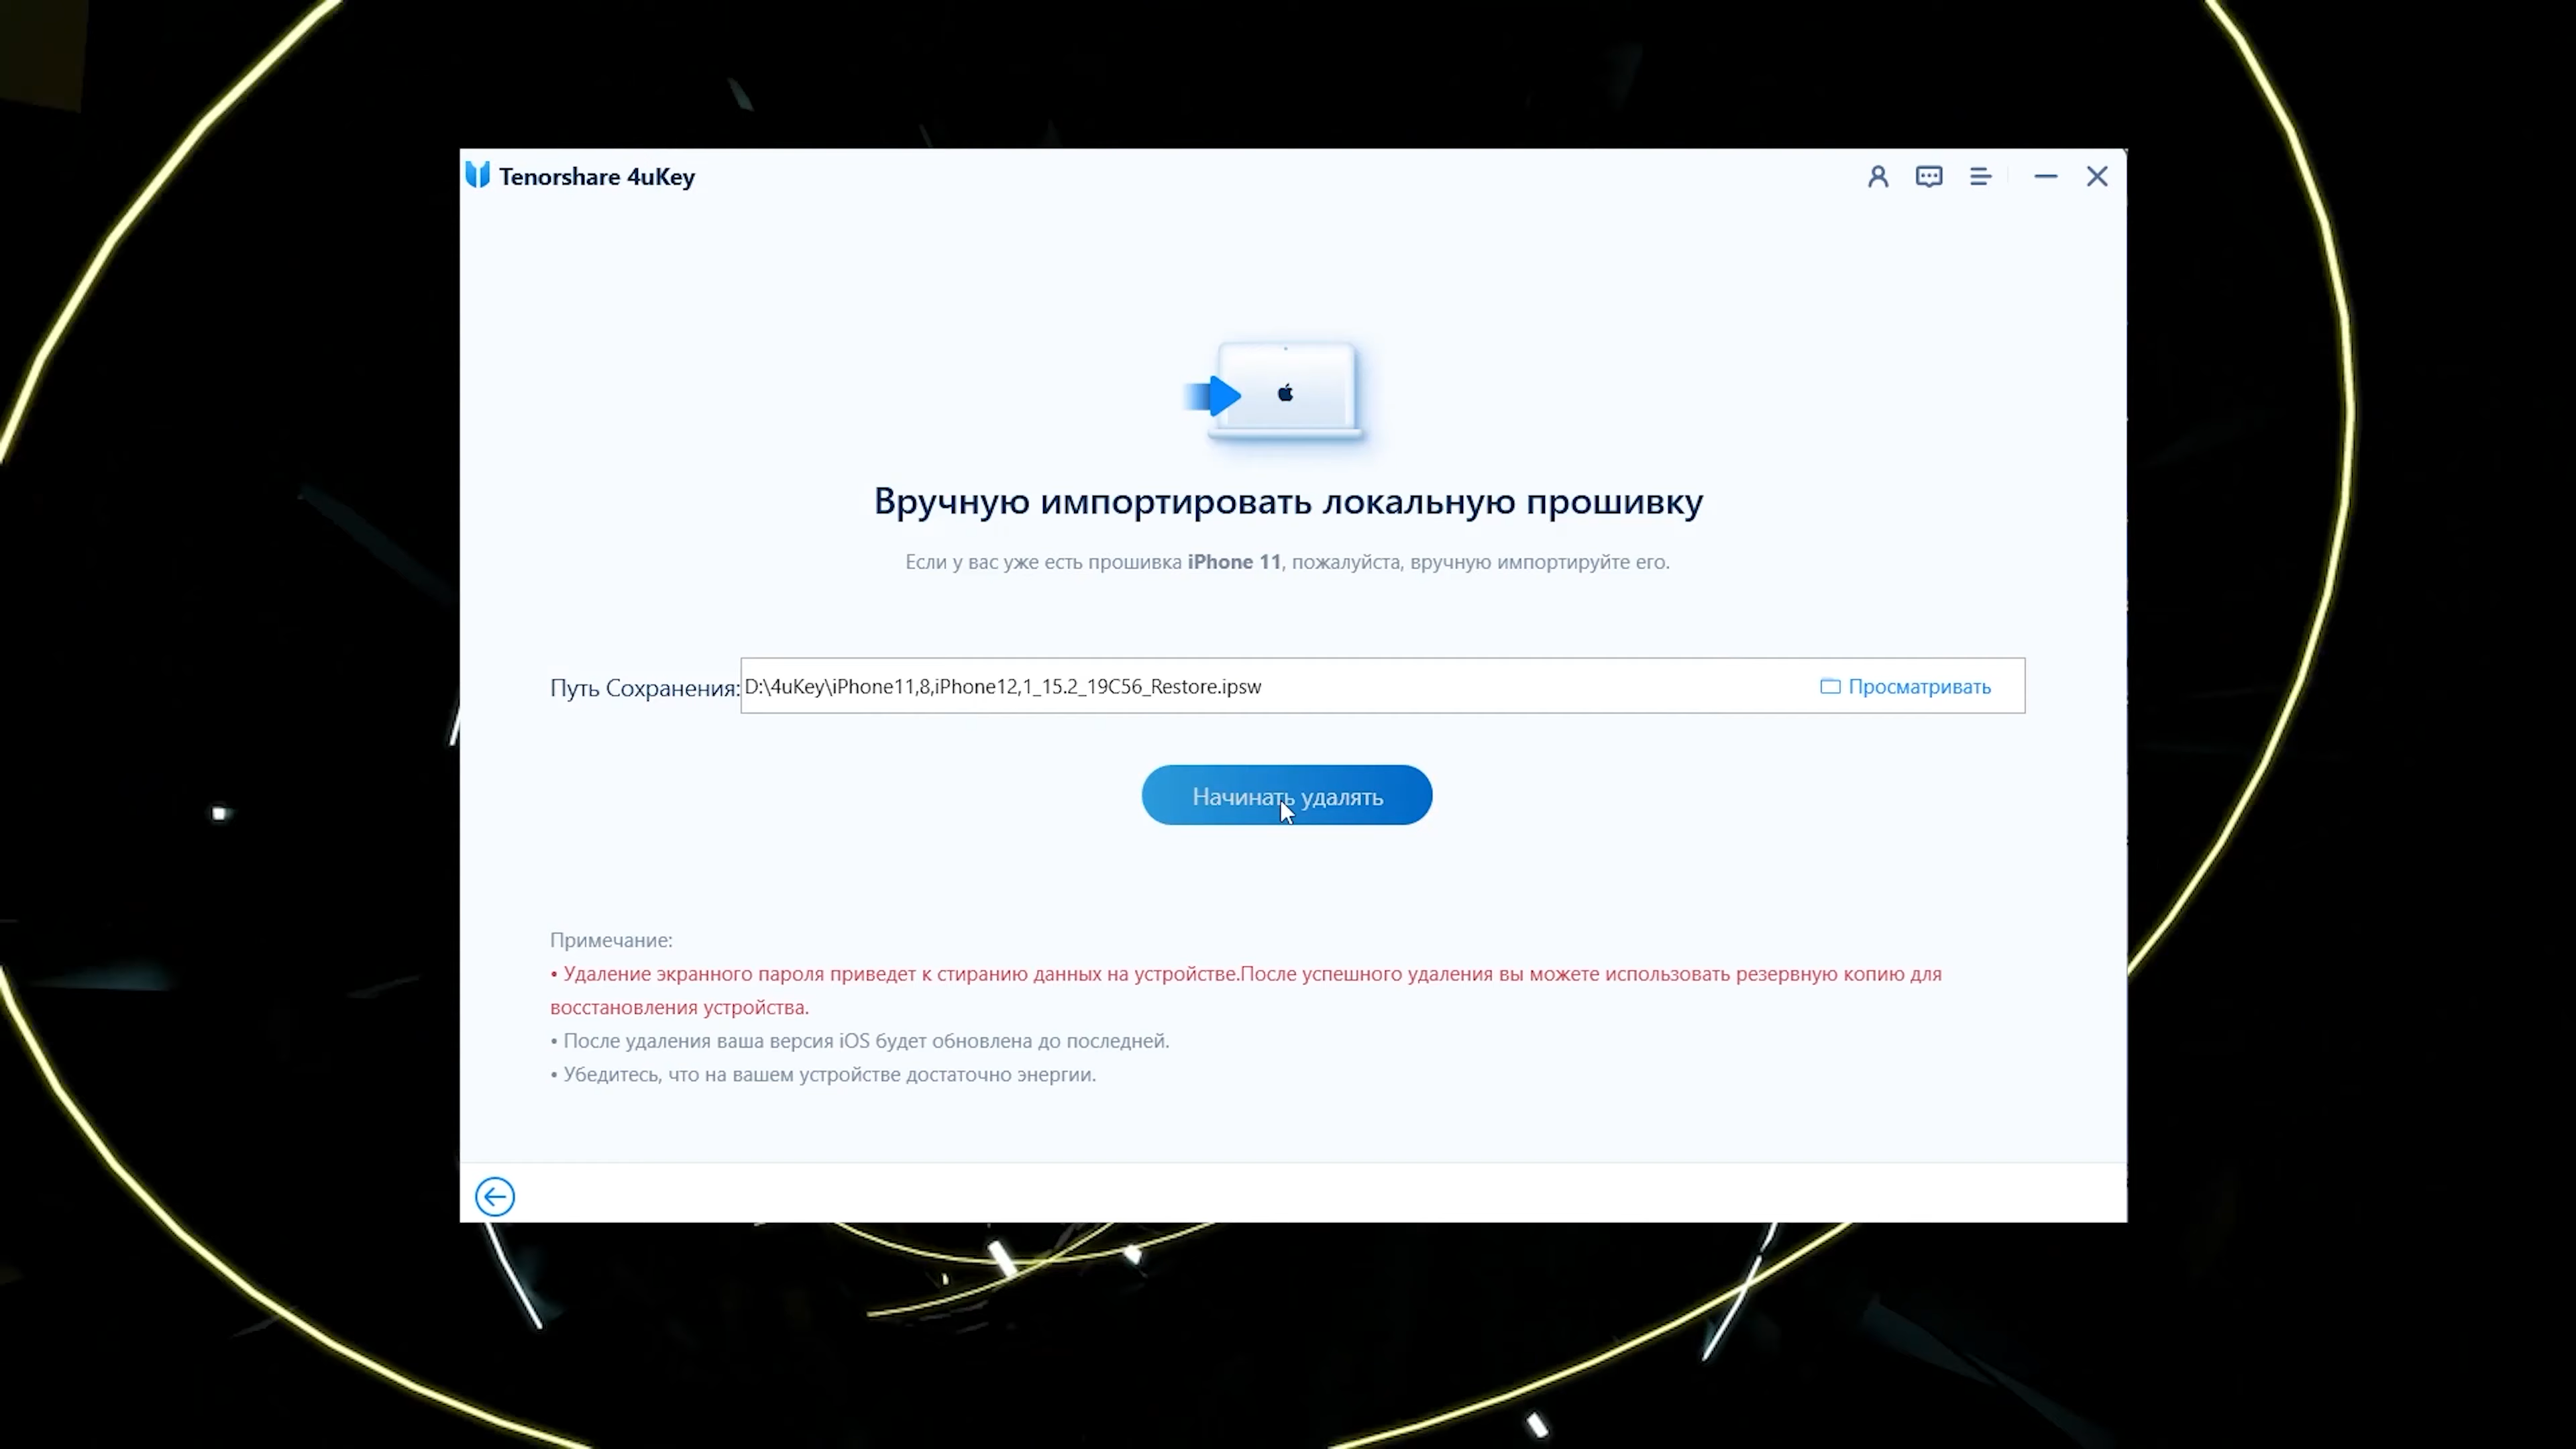 Tenorshare 4uKey
Вручную импортировать локальную прошивку
Если у вас уже есть прошивка iPhone 11, пожалуйста, вручную импортируйте его.
Путь Сохранения: D:\4uKey\iPhone11,8,iPhone12,1_15.2_19C56_Restore.ipsw Просматривать
Начинать удалять
Примечание:
• Удаление экранного пароля приведет к стиранию данных на устройстве.После успешного удаления вы можете использовать резервную копию для
восстановления устройства.
• После удаления ваша версия iOS будет обновлена до последней.
• Убедитесь, что на вашем устройстве достаточно энергии.